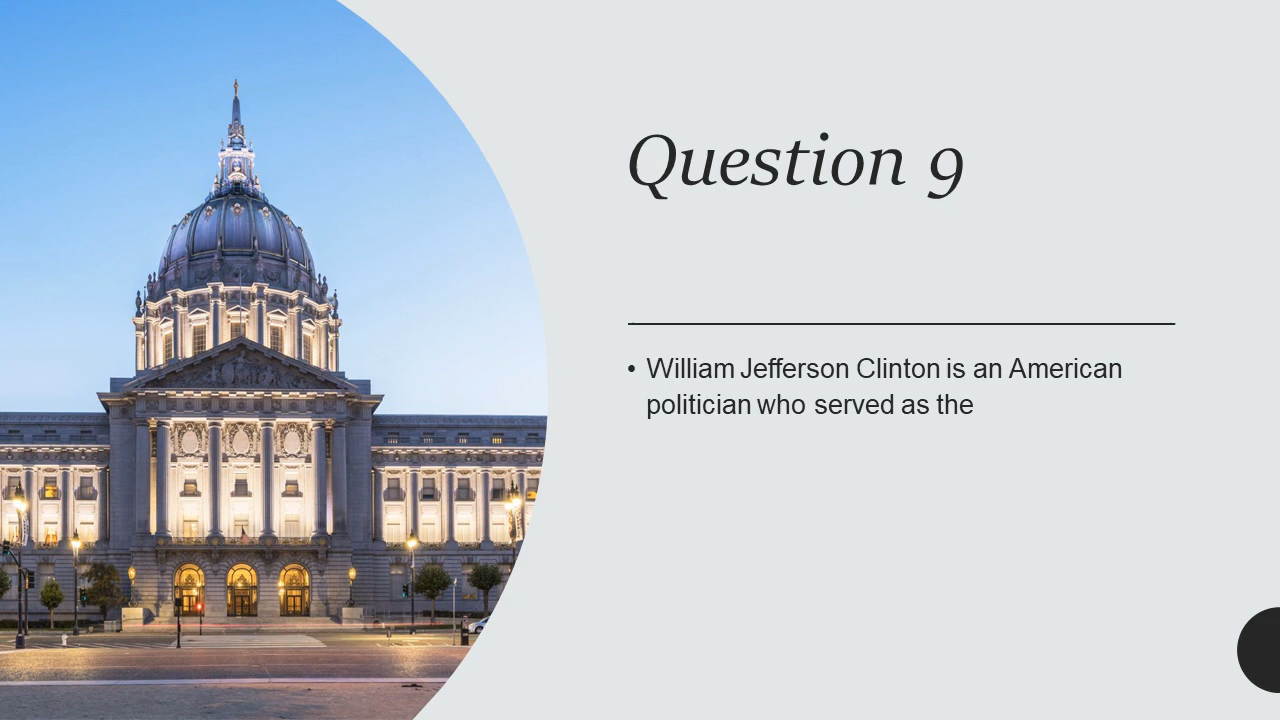 Question 9
• William Jefferson Clinton is an American
politician who served as the